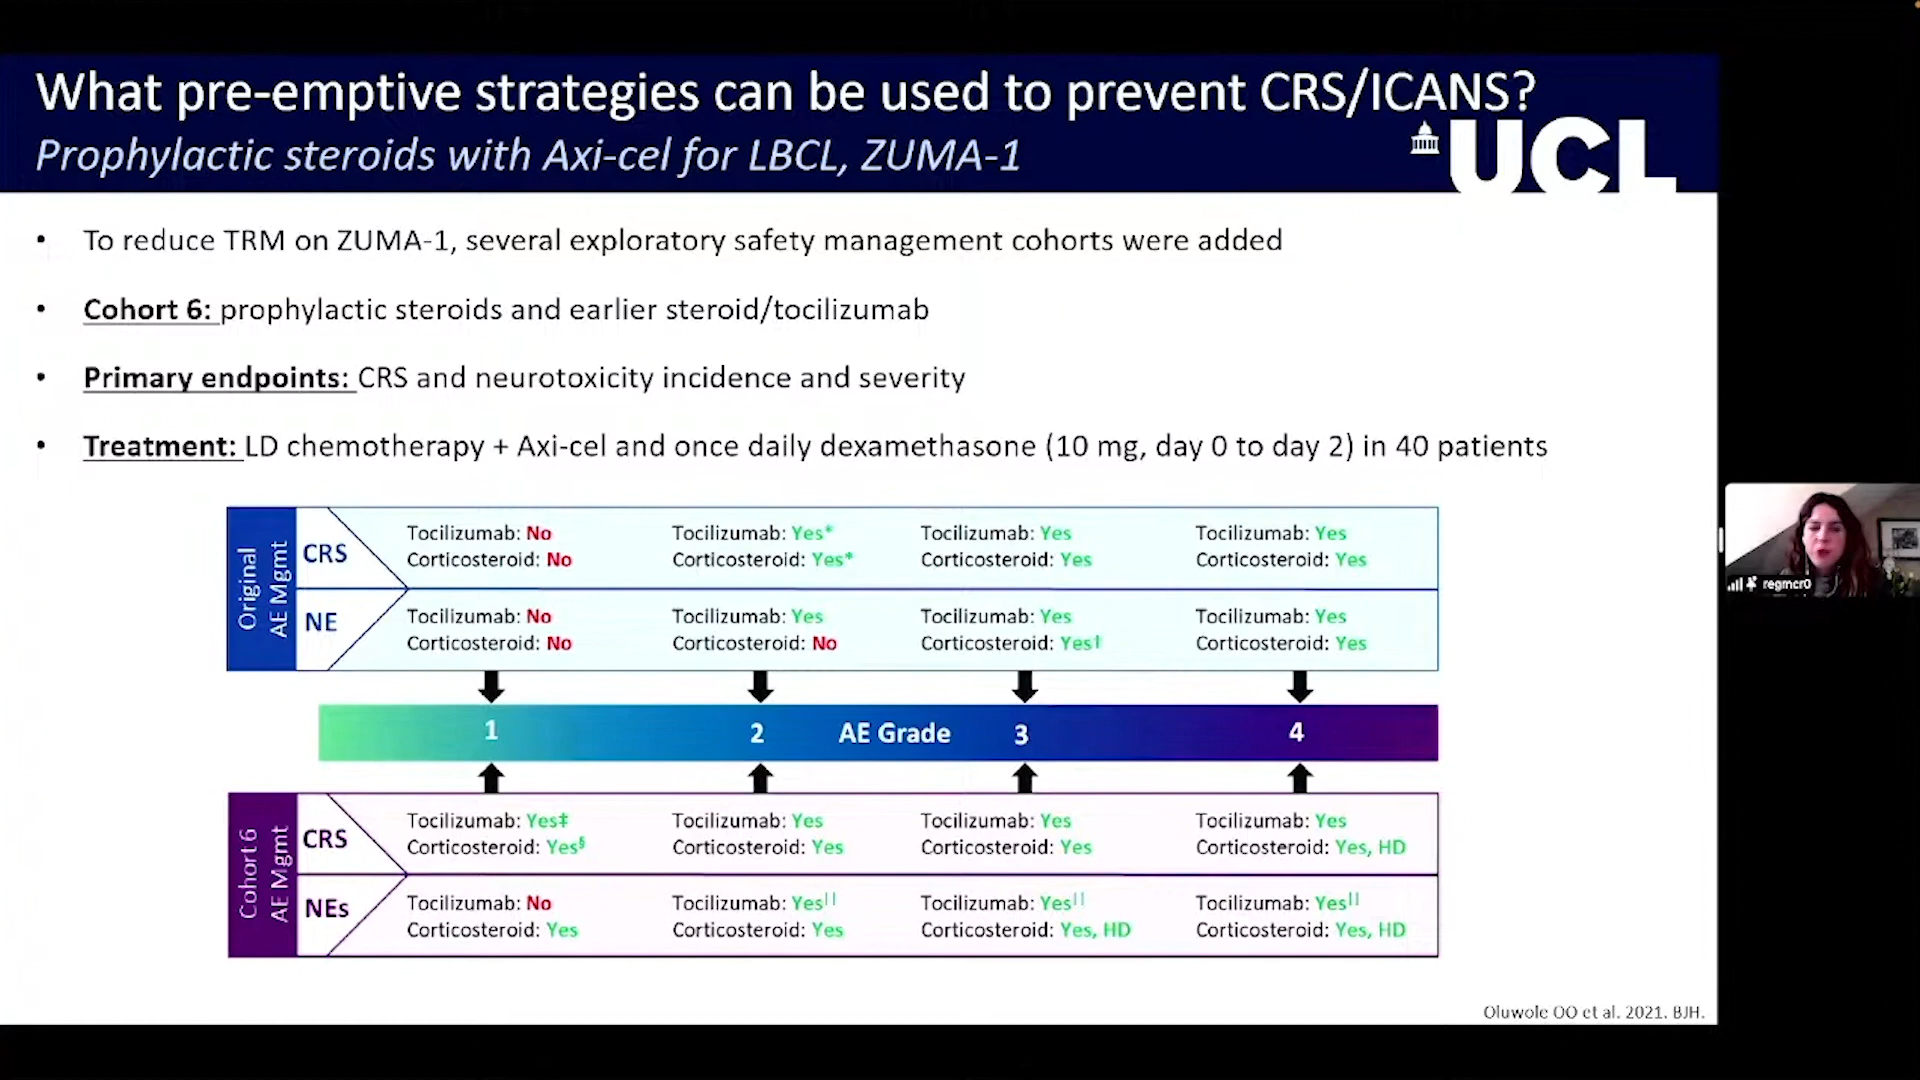 What pre-emptive strategies can be used to prevent CRS/ICANS?
Prophylactic steroids with Axi-cel for LBCL, ZUMA-1
UCL
• To reduce TRM on ZUMA-1, several exploratory safety management cohorts were added
• Cohort 6: prophylactic steroids and earlier steroid/tocilizumab
• Primary endpoints: CRS and neurotoxicity incidence and severity
• Treatment: LD chemotherapy + Axi-cel and once daily dexamethasone (10 mg, day 0 to day 2) in 40 patients
Original
AE Mgmt
CRS
Tocilizumab: No
Corticosteroid: No
Tocilizumab: Yes*
Corticosteroid: Yes*
Tocilizumab: Yes
Corticosteroid: Yes
Tocilizumab: Yes
Corticosteroid: Yes
NE
Tocilizumab: No
Corticosteroid: No
Tocilizumab: Yes
Corticosteroid: No
Tocilizumab: Yes
Corticosteroid: Yes†
Tocilizumab: Yes
Corticosteroid: Yes
1 2 AE Grade 3 4
Cohort 6
AE Mgmt
CRS
Tocilizumab: Yes‡
Corticosteroid: Yes§
Tocilizumab: Yes
Corticosteroid: Yes
Tocilizumab: Yes
Corticosteroid: Yes
Tocilizumab: Yes
Corticosteroid: Yes, HD
NEs
Tocilizumab: No
Corticosteroid: Yes
Tocilizumab: Yes||
Corticosteroid: Yes
Tocilizumab: Yes||
Corticosteroid: Yes, HD
Tocilizumab: Yes||
Corticosteroid: Yes, HD
Oluwole OO et al. 2021. BJH.
regmcr0